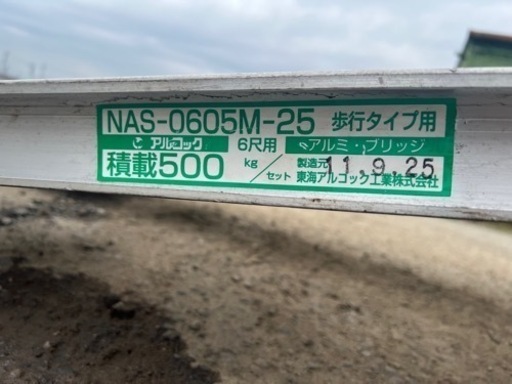 NAS-0605M-25 歩行タイプ用
アルコック 6尺用 アルミ・ブリッジ
積載500kg/セット 製造元 東海アルコック工業株式会社
11.9.25